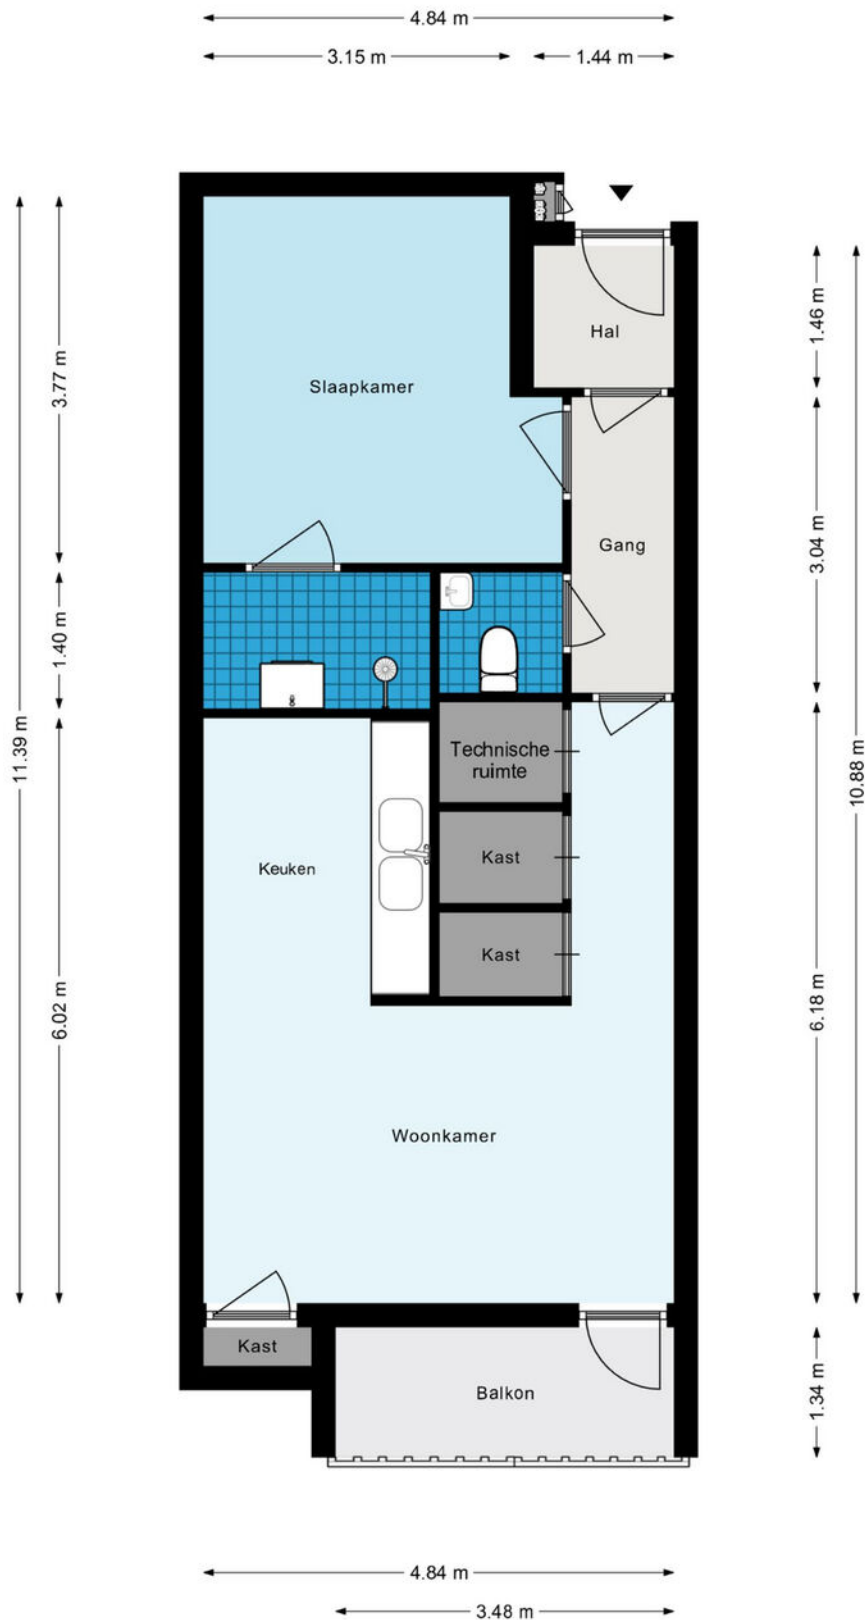 4.84 m
3.15 m
1.44 m
Hal
1.46 m
3.77 m
Slaapkamer
Gang
3.04 m
1.40 m
11.39 m
10.88 m
Technische
ruimte
Keuken
Kast
Kast
6.02 m
6.18 m
Woonkamer
Kast
Balkon
1.34 m
4.84 m
3.48 m